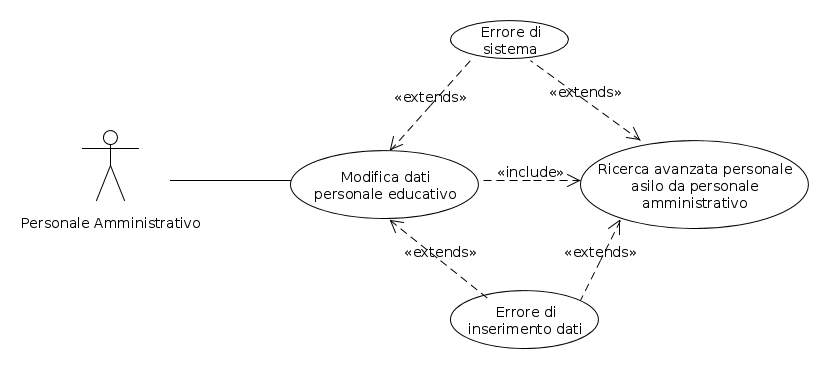 Errore di
sistema
«extends»
«extends»
Modifica dati
personale educativo
«include»
Ricerca avanzata personale
asilo da personale
amministrativo
Personale Amministrativo
«extends»
«extends»
Errore di
inserimento dati